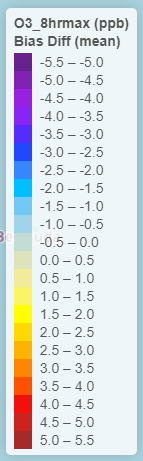 O3_8hrmax (ppb)
Bias Diff (mean)
-5.5 – -5.0
-5.0 – -4.5
-4.5 – -4.0
-4.0 – -3.5
-3.5 – -3.0
-3.0 – -2.5
-2.5 – -2.0
-2.0 – -1.5
-1.5 – -1.0
-1.0 – -0.5
-0.5 – 0.0
0.0 – 0.5
0.5 – 1.0
1.0 – 1.5
1.5 – 2.0
2.0 – 2.5
2.5 – 3.0
3.0 – 3.5
3.5 – 4.0
4.0 – 4.5
4.5 – 5.0
5.0 – 5.5